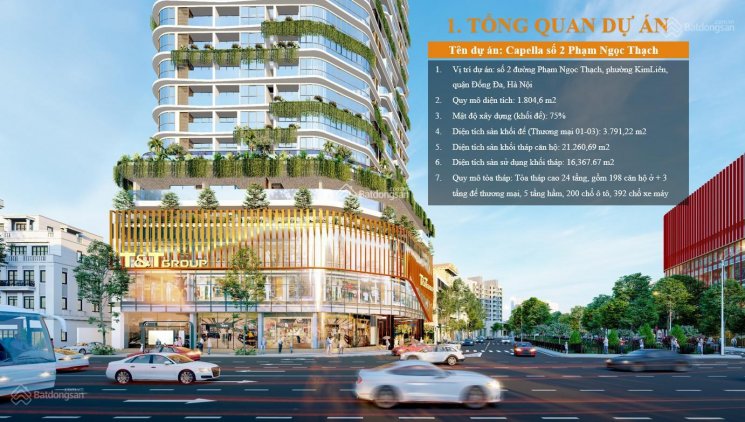 1. TỔNG QUAN DỰ ÁN
Tên dự án: Capella số 2 Phạm Ngọc Thạch
1. Vị trí dự án: số 2 đường Phạm Ngọc Thạch, phường KimLiên,
quận Đống Đa, Hà Nội
2. Quy mô diện tích: 1.804,6 m2
3. Mật độ xây dựng (khối đế): 75%
4. Diện tích sàn khối đế (Thương mại 01-03): 3.791,22 m2
5. Diện tích sàn khối tháp căn hộ: 21.260,69 m2
6. Diện tích sàn sử dụng khối tháp: 16,367.67 m2
7. Quy mô tòa tháp: Tòa tháp cao 24 tầng, gồm 198 căn hộ ở + 3
tầng đế thương mại, 5 tầng hầm, 200 chỗ ô tô, 392 chỗ xe máy
T&T GROUP
Batdongsan
Batdongsan
.com.vn
Batdongsan